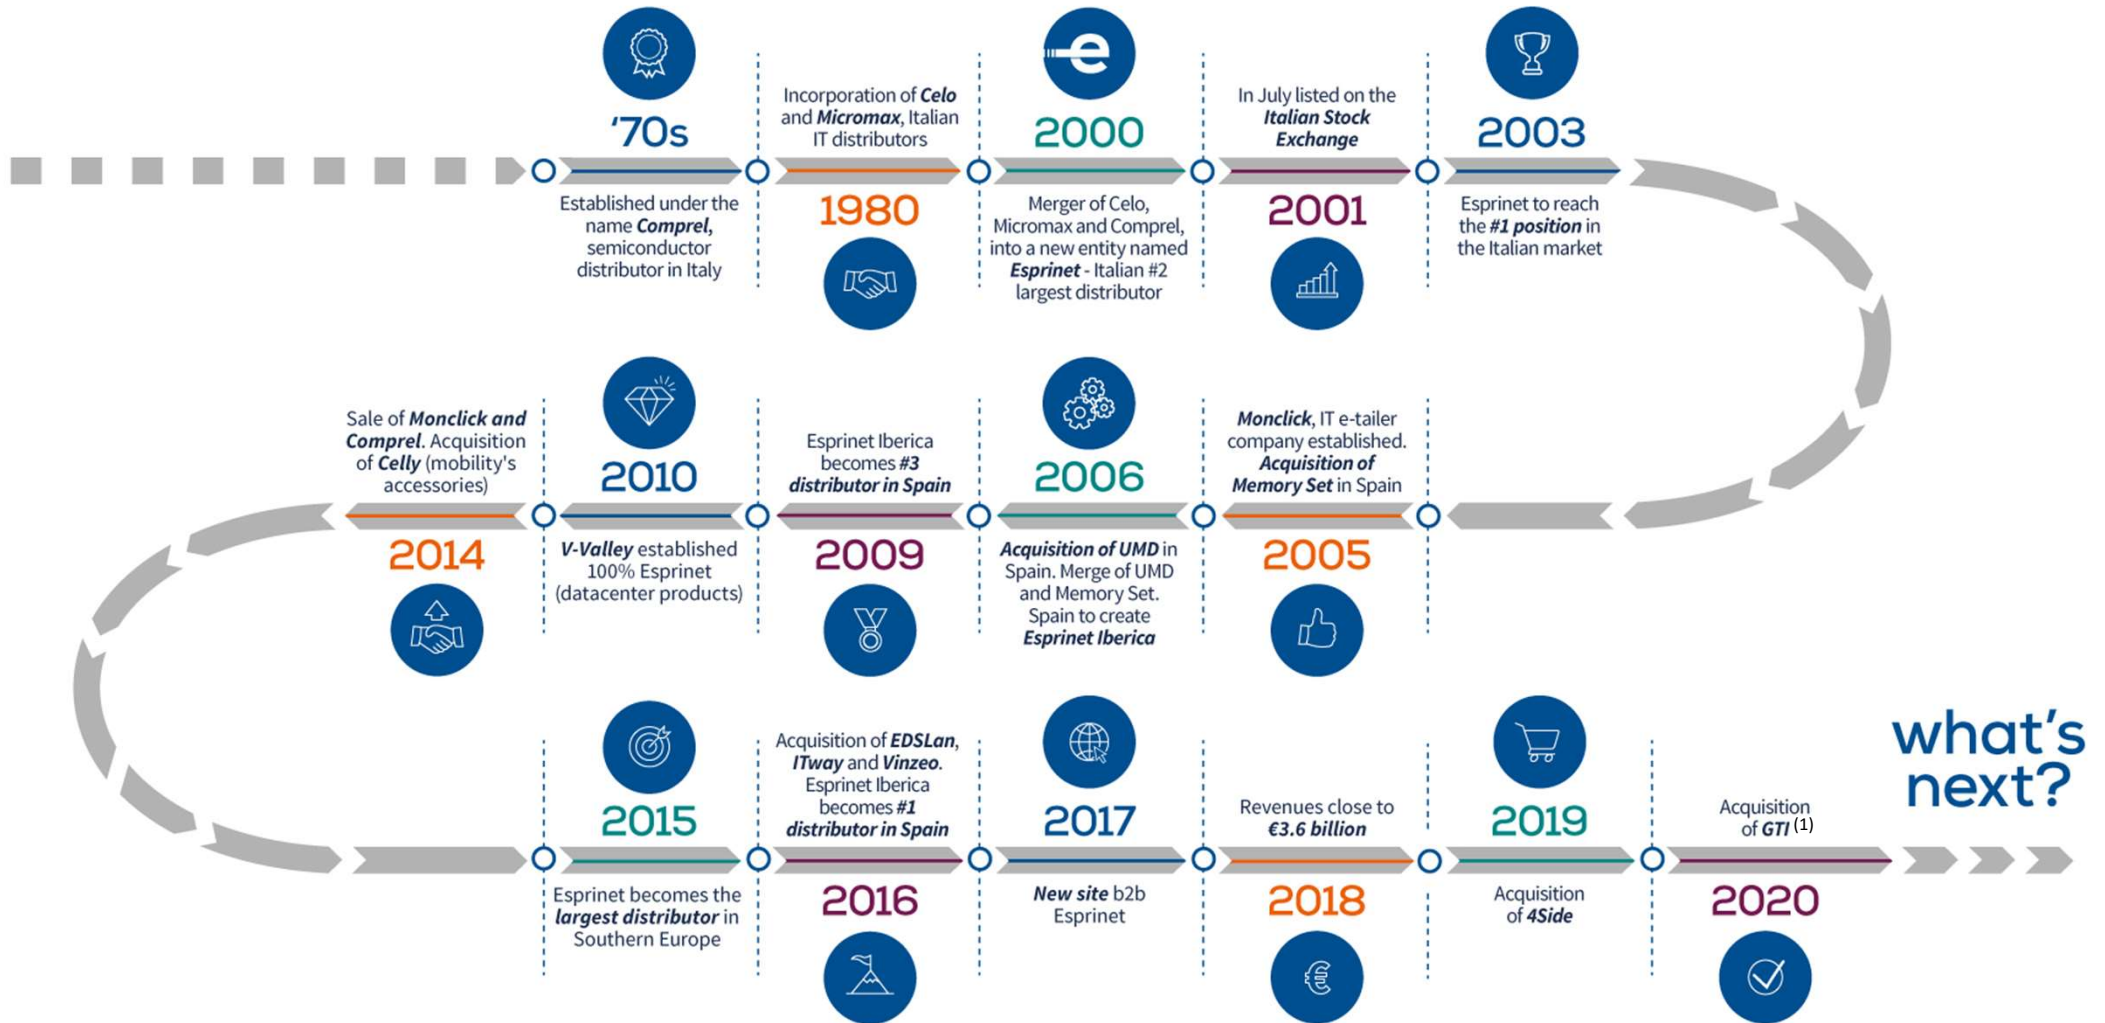 '70s
Established under the
name Comprel,
semiconductor
distributor in Italy
Incorporation of Celo
and Micromax, Italian
IT distributors
1980
e
2000
Merger of Celo,
Micromax and Comprel,
into a new entity named
Esprinet - Italian #2
largest distributor
In July listed on the
Italian Stock
Exchange
2001
2003
Esprinet to reach
the #1 position in
the Italian market
Monclick, IT e-tailer
company established.
Acquisition of
Memory Set in Spain
2005
2006
Acquisition of UMD in
Spain. Merge of UMD
and Memory Set.
Spain to create
Esprinet Iberica
Esprinet Iberica
becomes #3
distributor in Spain
2009
2010
V-Valley established
100% Esprinet
(datacenter products)
Sale of Monclick and
Comprel. Acquisition
of Celly (mobility's
accessories)
2014
2015
Esprinet becomes the
largest distributor in
Southern Europe
Acquisition of EDSLan,
ITway and Vinzeo.
Esprinet Iberica
becomes #1
distributor in Spain
2016
2017
New site b2b
Esprinet
Revenues close to
€3.6 billion
2018
€
2019
Acquisition
of 4Side
Acquisition
of GTI (1)
2020
what's
next?